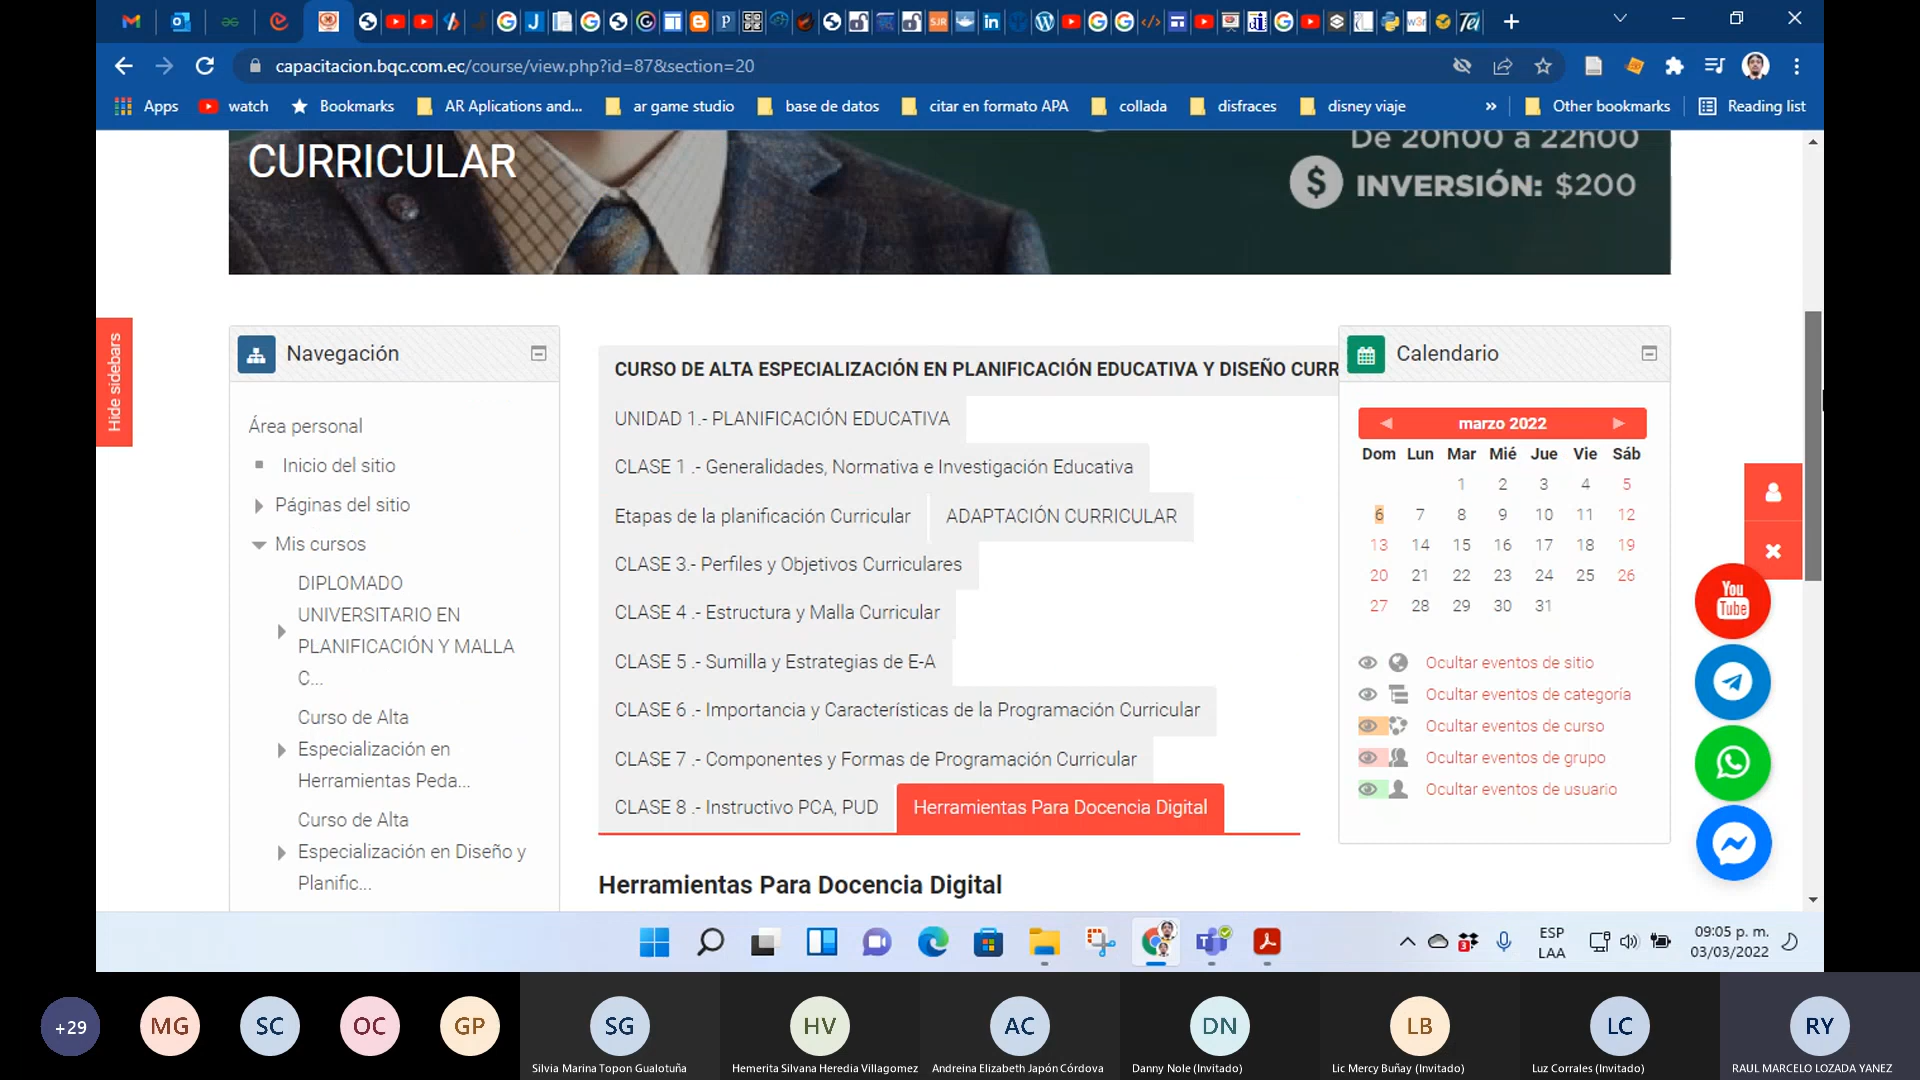 capacitacion.bqc.com.ec/course/view.php?id=87&section=20
Apps
watch
Bookmarks
AR Aplications and...
ar game studio
base de datos
citar en formato APA
collada
disfraces
disney viaje
»
Other bookmarks
Reading list
CURRICULAR
De 20h00 a 22h00
$ INVERSIÓN: $200
Hide sidebars
Navegación
Área personal
Inicio del sitio
Páginas del sitio
Mis cursos
DIPLOMADO
UNIVERSITARIO EN
PLANIFICACIÓN Y MALLA
C...
Curso de Alta
Especialización en
Herramientas Peda...
Curso de Alta
Especialización en Diseño y
Planific...
CURSO DE ALTA ESPECIALIZACIÓN EN PLANIFICACIÓN EDUCATIVA Y DISEÑO CURR
UNIDAD 1.- PLANIFICACIÓN EDUCATIVA
CLASE 1 .- Generalidades, Normativa e Investigación Educativa
Etapas de la planificación Curricular
ADAPTACIÓN CURRICULAR
CLASE 3.- Perfiles y Objetivos Curriculares
CLASE 4 .- Estructura y Malla Curricular
CLASE 5 .- Sumilla y Estrategias de E-A
CLASE 6 .- Importancia y Características de la Programación Curricular
CLASE 7 .- Componentes y Formas de Programación Curricular
CLASE 8 .- Instructivo PCA, PUD
Herramientas Para Docencia Digital
Herramientas Para Docencia Digital
Calendario
marzo 2022
Dom Lun Mar Mié Jue Vie Sáb
1 2 3 4 5
6 7 8 9 10 11 12
13 14 15 16 17 18 19
20 21 22 23 24 25 26
27 28 29 30 31
Ocultar eventos de sitio
Ocultar eventos de categoría
Ocultar eventos de curso
Ocultar eventos de grupo
Ocultar eventos de usuario
You
Tube
ESP
LAA
09:05 p. m.
03/03/2022
+29
MG
SC
OC
GP
SG
HV
AC
DN
LB
LC
RY
Silvia Marina Topon Gualotuña
Hemerita Silvana Heredia Villagomez
Andreina Elizabeth Japón Córdova
Danny Nole (Invitado)
Lic Mercy Buñay (Invitado)
Luz Corrales (Invitado)
RAUL MARCELO LOZADA YANEZ